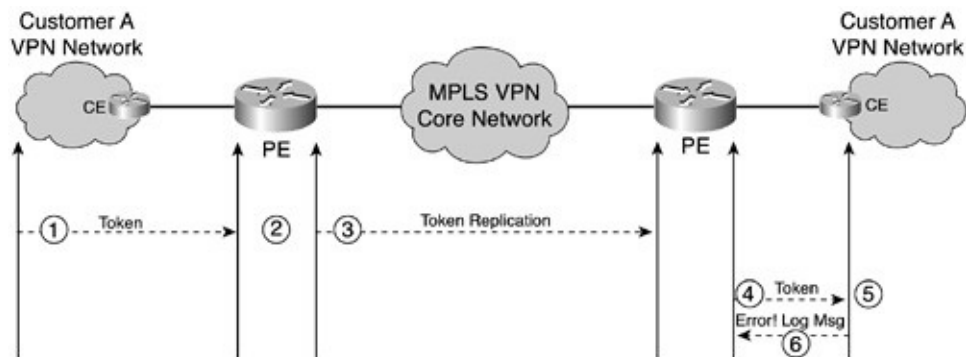 Customer A
VPN Network
Customer A
VPN Network
CE
MPLS VPN
Core Network
CE
PE
PE
1 Token
2
3 Token Replication
4 Token 5
Error! Log Msg
6